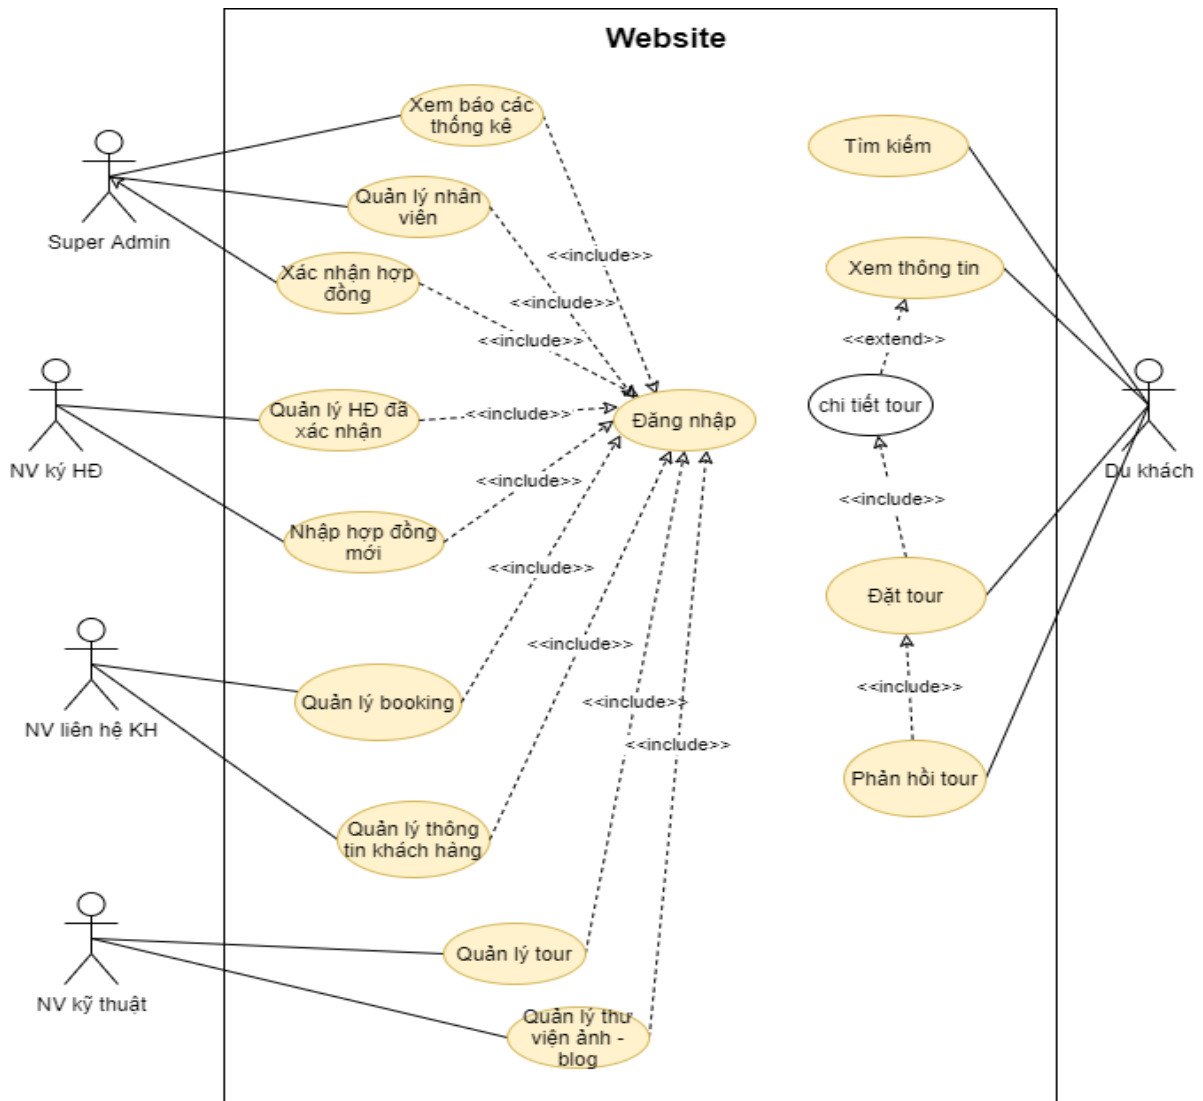 Website
Xem báo các
thống kê
Tìm kiếm
Quản lý nhân
viên
Super Admin
<<include>>
Xem thông tin
Xác nhận hợp
đồng
<<include>>
<<include>>
<<extend>>
Quản lý HĐ đã
xác nhận
<<include>>
Đăng nhập
chi tiết tour
NV ký HĐ
Du khách
<<include>>
<<include>>
Nhập hợp đồng
mới
<<include>>
Đặt tour
<<include>>
<<include>>
Quản lý booking
<<include>>
NV liên hệ KH
<<include>>
Phản hồi tour
Quản lý thông
tin khách hàng
Quản lý tour
NV kỹ thuật
Quản lý thư
viện ảnh -
blog